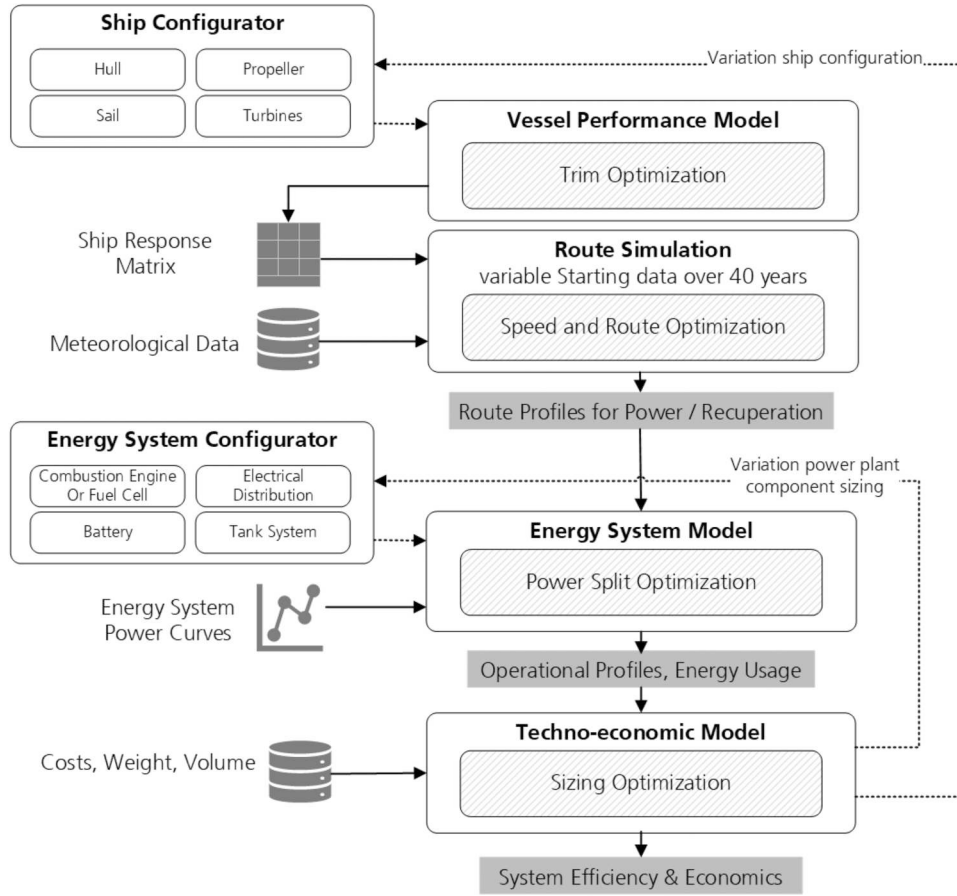 Ship Configurator
Hull
Propeller
Sail
Turbines
Variation ship configuration
Vessel Performance Model
Trim Optimization
Ship Response
Matrix
Route Simulation
variable Starting data over 40 years
Speed and Route Optimization
Meteorological Data
Route Profiles for Power / Recuperation
Energy System Configurator
Combustion Engine
Or Fuel Cell
Electrical
Distribution
Battery
Tank System
Variation power plant
component sizing
Energy System Model
Power Split Optimization
Energy System
Power Curves
Operational Profiles, Energy Usage
Techno-economic Model
Sizing Optimization
Costs, Weight, Volume
System Efficiency & Economics